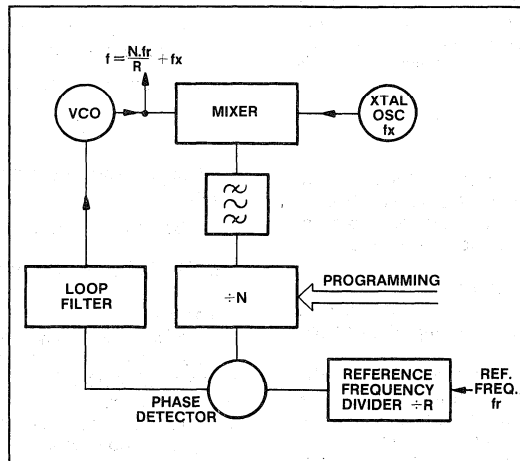 f = N.fr/R + fx
VCO
MIXER
XTAL
OSC
fx
LOOP
FILTER
÷N
PROGRAMMING
PHASE
DETECTOR
REFERENCE
FREQUENCY
DIVIDER ÷R
REF.
FREQ.
fr